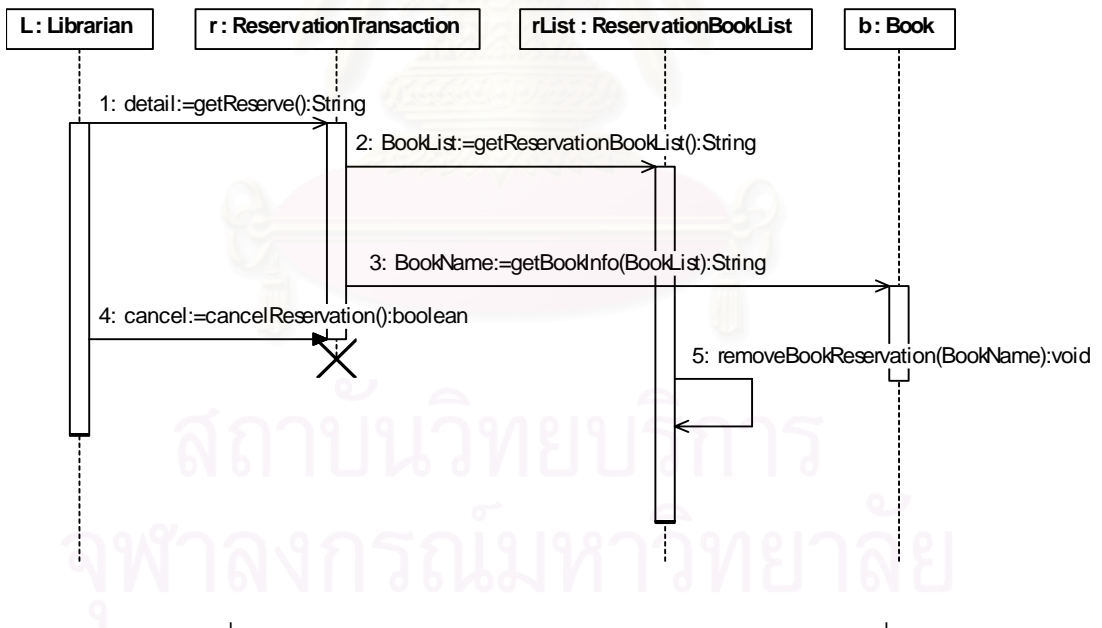 L : Librarian
r : ReservationTransaction
rList : ReservationBookList
b : Book
1: detail:=getReserve():String
2: BookList:=getReservationBookList():String
3: BookName:=getBookInfo(BookList):String
4: cancel:=cancelReservation():boolean
5: removeBookReservation(BookName):void
สถาบันวิทยบริการ
จุฬาลงกรณ์มหาวิทยาลัย